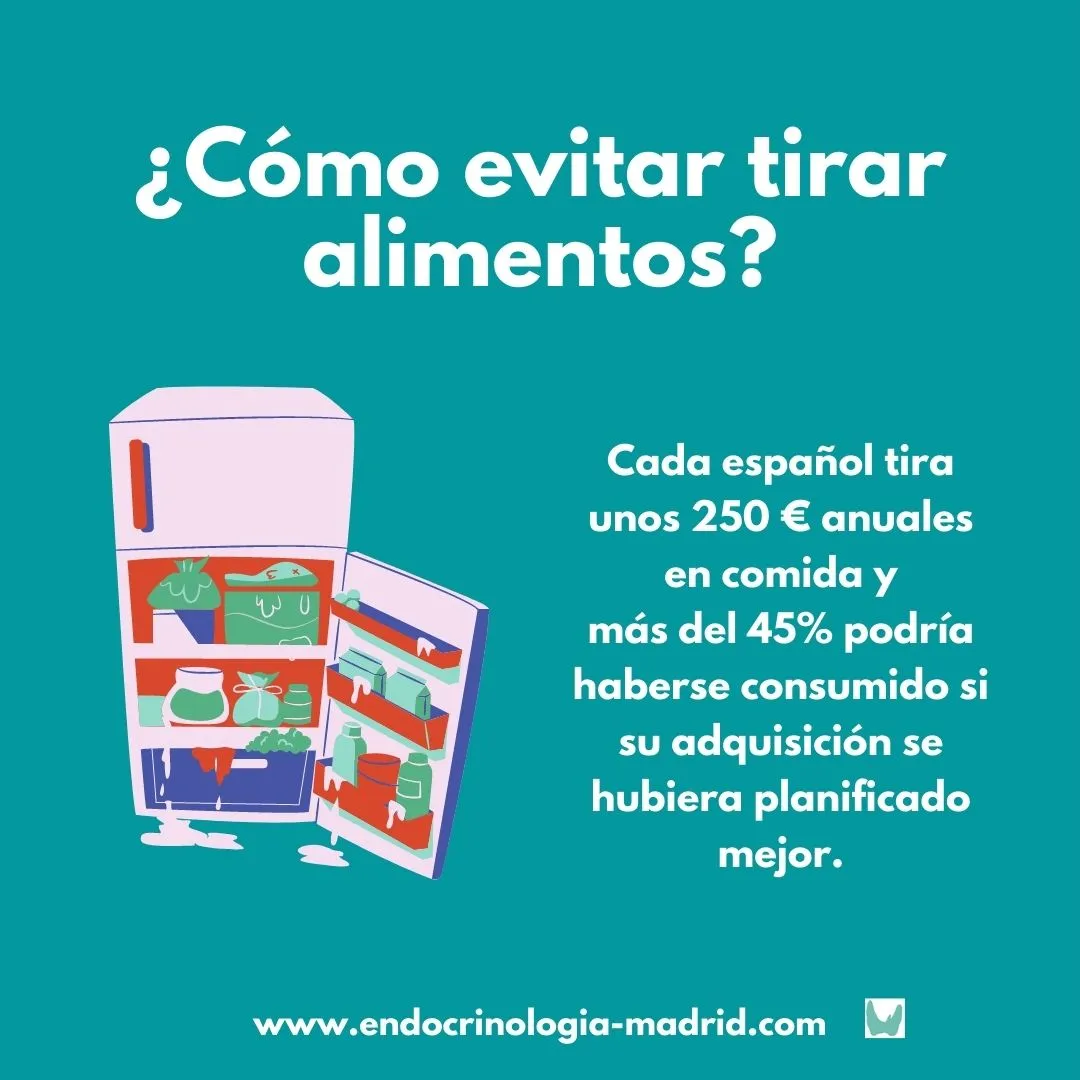 ¿Cómo evitar tirar
alimentos?
Cada español tira
unos 250 € anuales
en comida y
más del 45% podría
haberse consumido si
su adquisición se
hubiera planificado
mejor.
www.endocrinologia-madrid.com